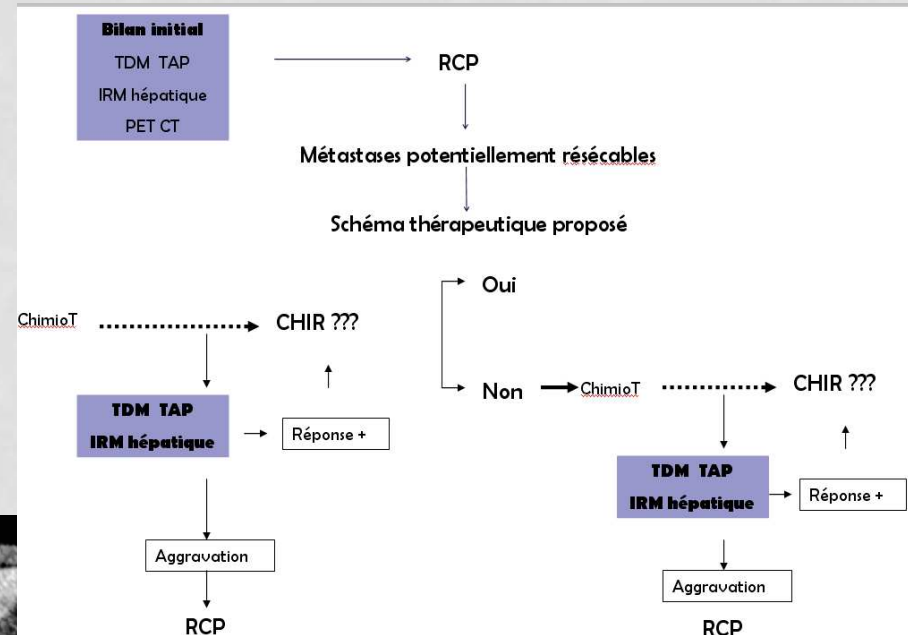 Bilan initial
TDM TAP
IRM hépatique
PET CT
RCP
Métastases potentiellement résécables
Schéma thérapeutique proposé
Oui
Non
ChimioT
CHIR ???
TDM TAP
IRM hépatique
Réponse +
Aggravation
RCP
ChimioT
CHIR ???
TDM TAP
IRM hépatique
Réponse +
Aggravation
RCP